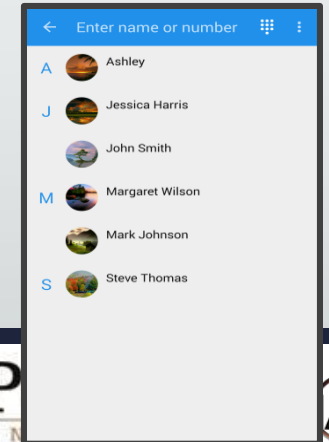 Enter name or number
A Ashley
J Jessica Harris
John Smith
M Margaret Wilson
Mark Johnson
S Steve Thomas